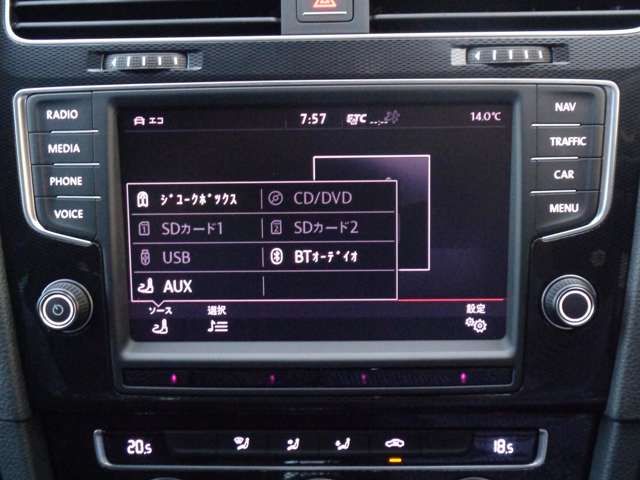 RADIO
MEDIA
PHONE
VOICE
エコ 7:57 ETC --:-- 14.0℃
ｼﾞｭｰｸﾎﾞｯｸｽ CD/DVD
SDカード1 SDカード2
USB BTｵｰﾃﾞｨｵ
AUX
ソース 選択 設定
NAV
TRAFFIC
CAR
MENU
20.5 18.5